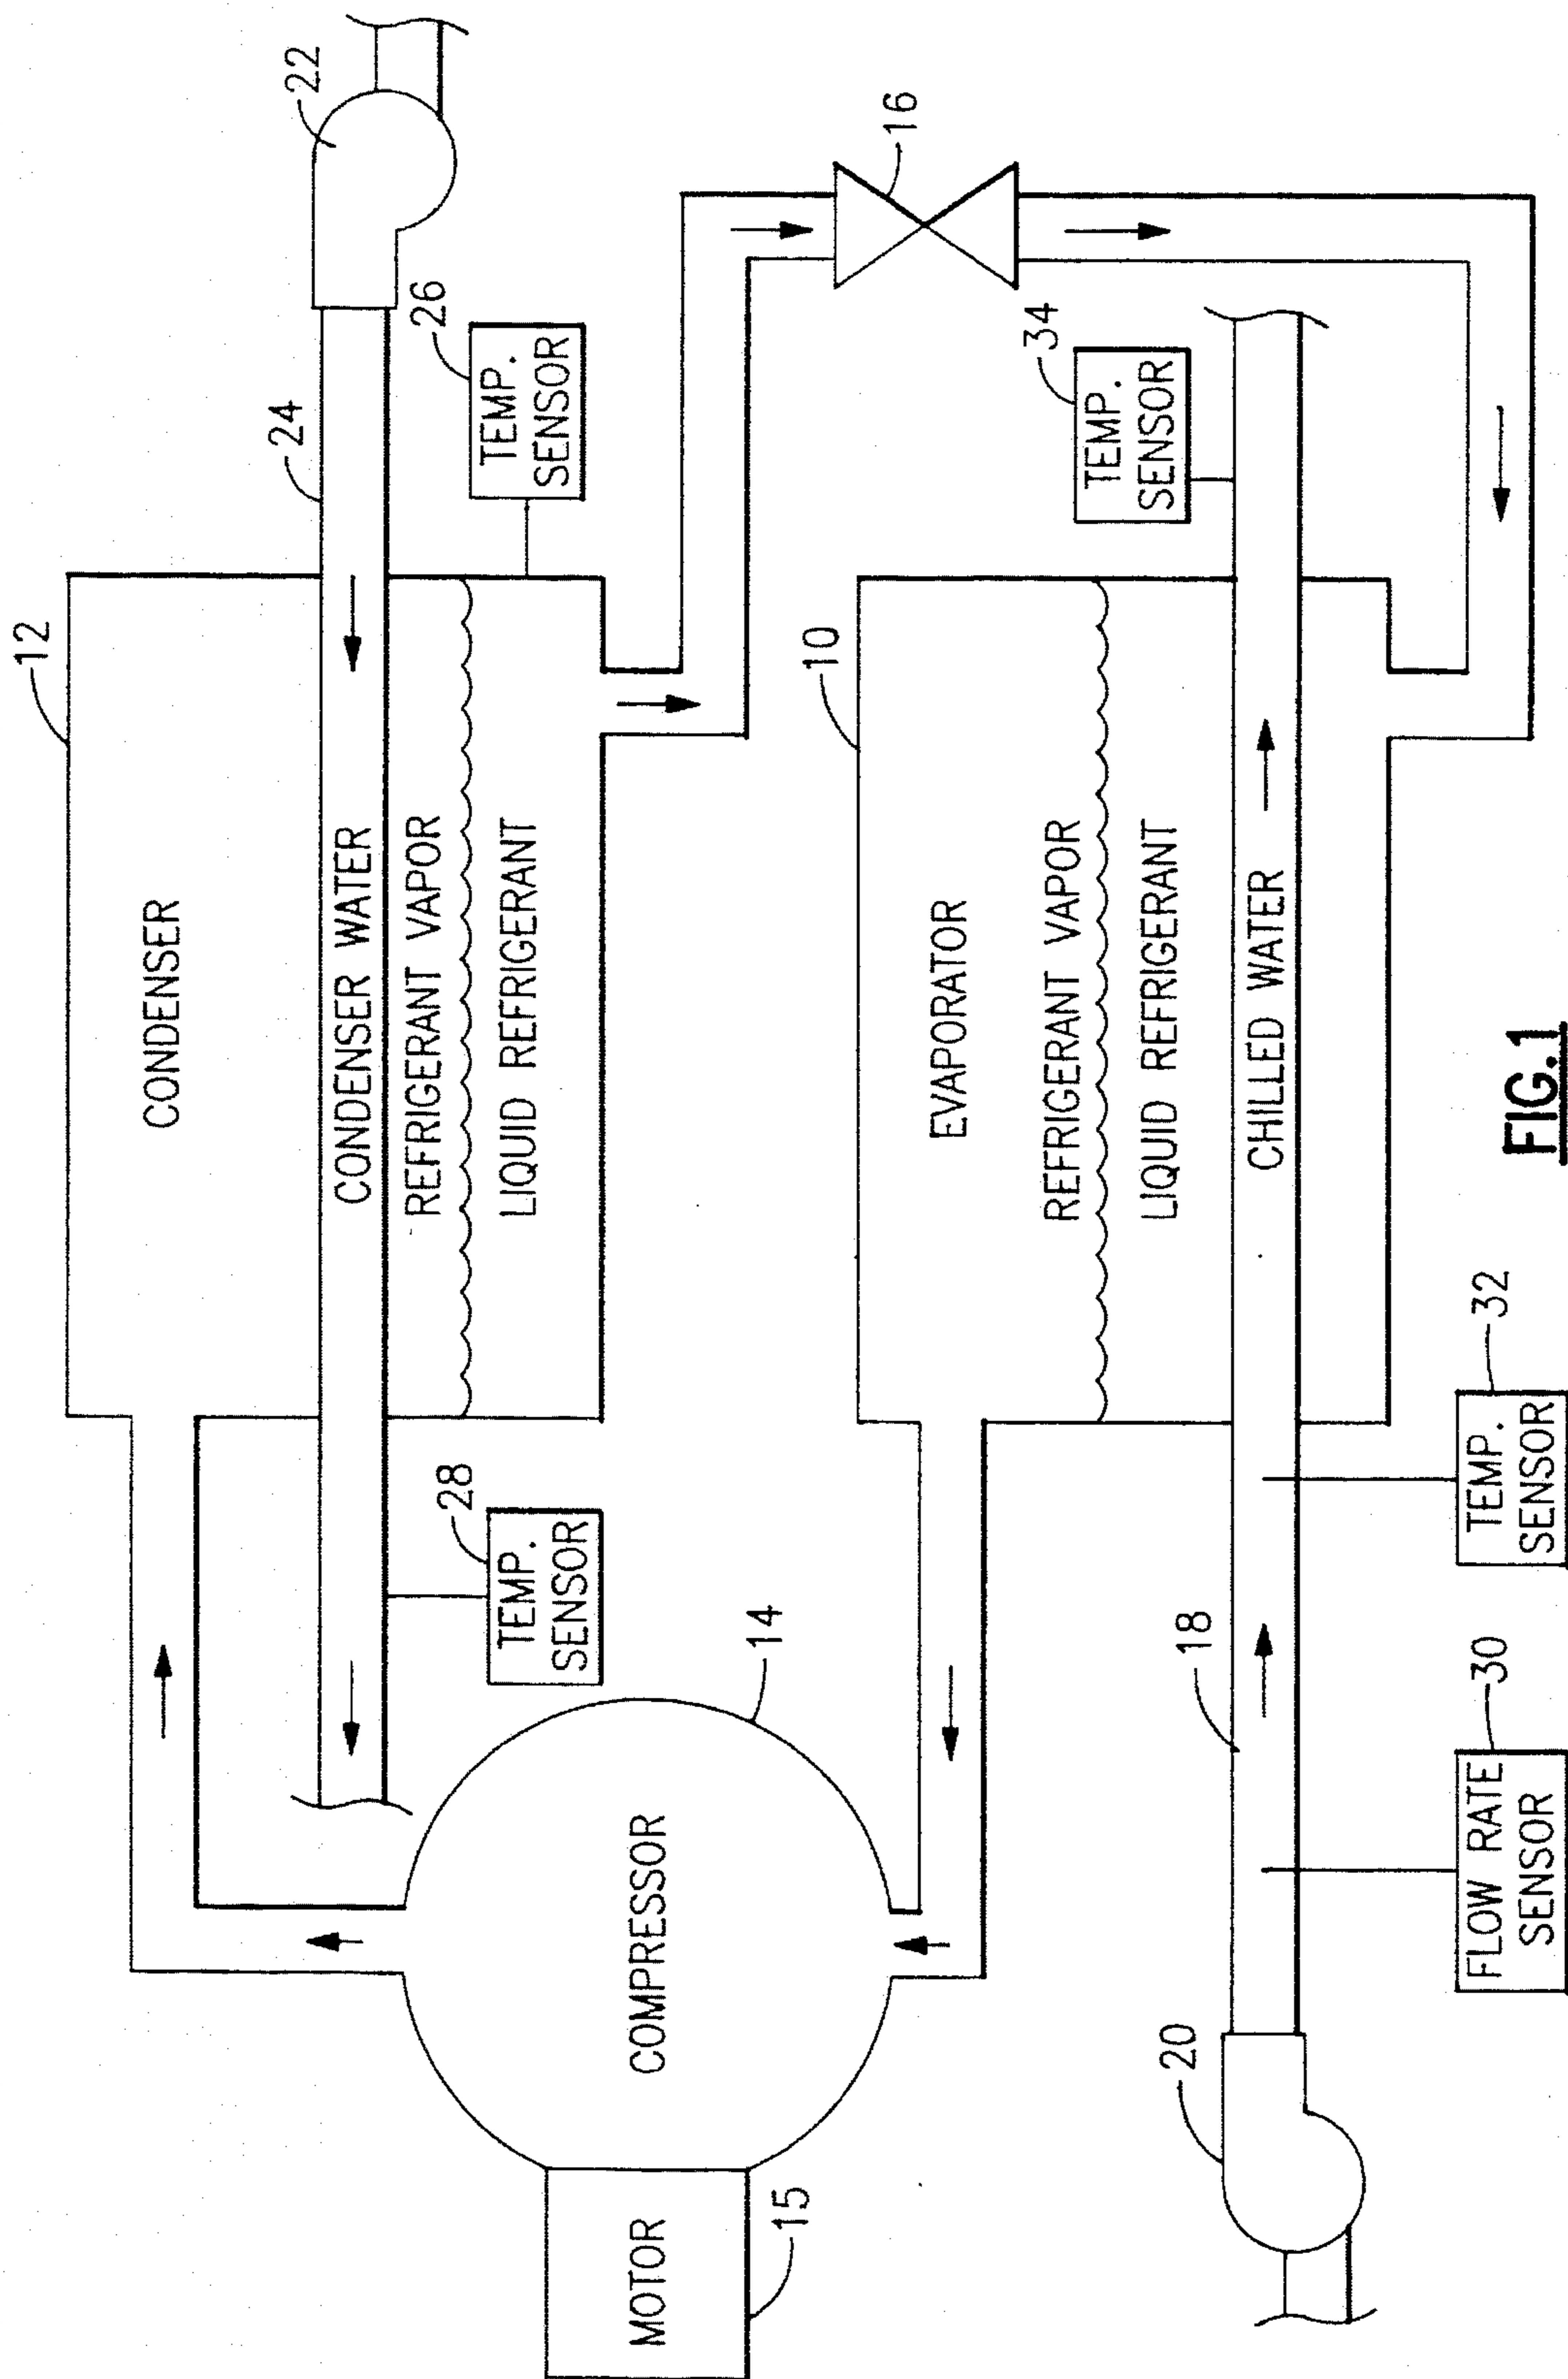 12
CONDENSER
22
24
CONDENSER WATER
REFRIGERANT VAPOR
LIQUID REFRIGERANT
26
TEMP.
SENSOR
28
TEMP.
SENSOR
16
14
COMPRESSOR
MOTOR
15
10
EVAPORATOR
REFRIGERANT VAPOR
LIQUID REFRIGERANT
34
TEMP.
SENSOR
20
18
CHILLED WATER
30
FLOW RATE
SENSOR
32
TEMP.
SENSOR
FIG.1